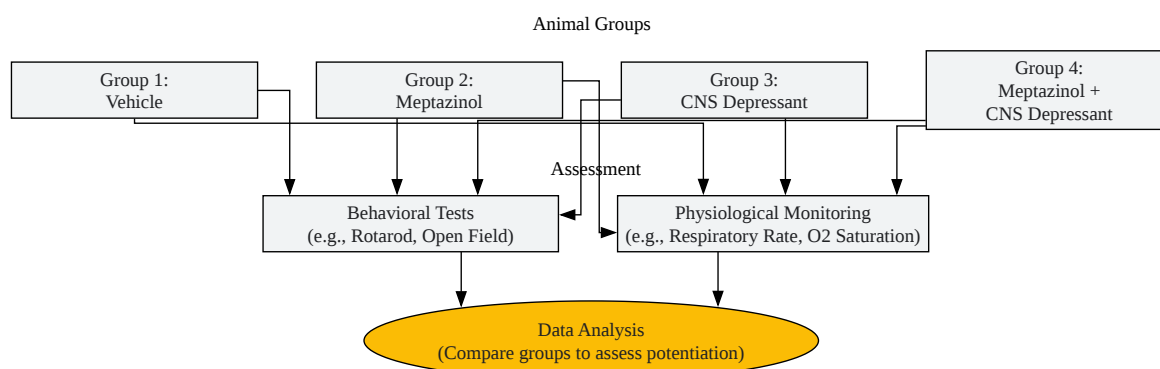 Animal Groups
Group 1:
Vehicle
Group 2:
Meptazinol
Group 3:
CNS Depressant
Group 4:
Meptazinol +
CNS Depressant
Assessment
Behavioral Tests
(e.g., Rotarod, Open Field)
Physiological Monitoring
(e.g., Respiratory Rate, O2 Saturation)
Data Analysis
(Compare groups to assess potentiation)